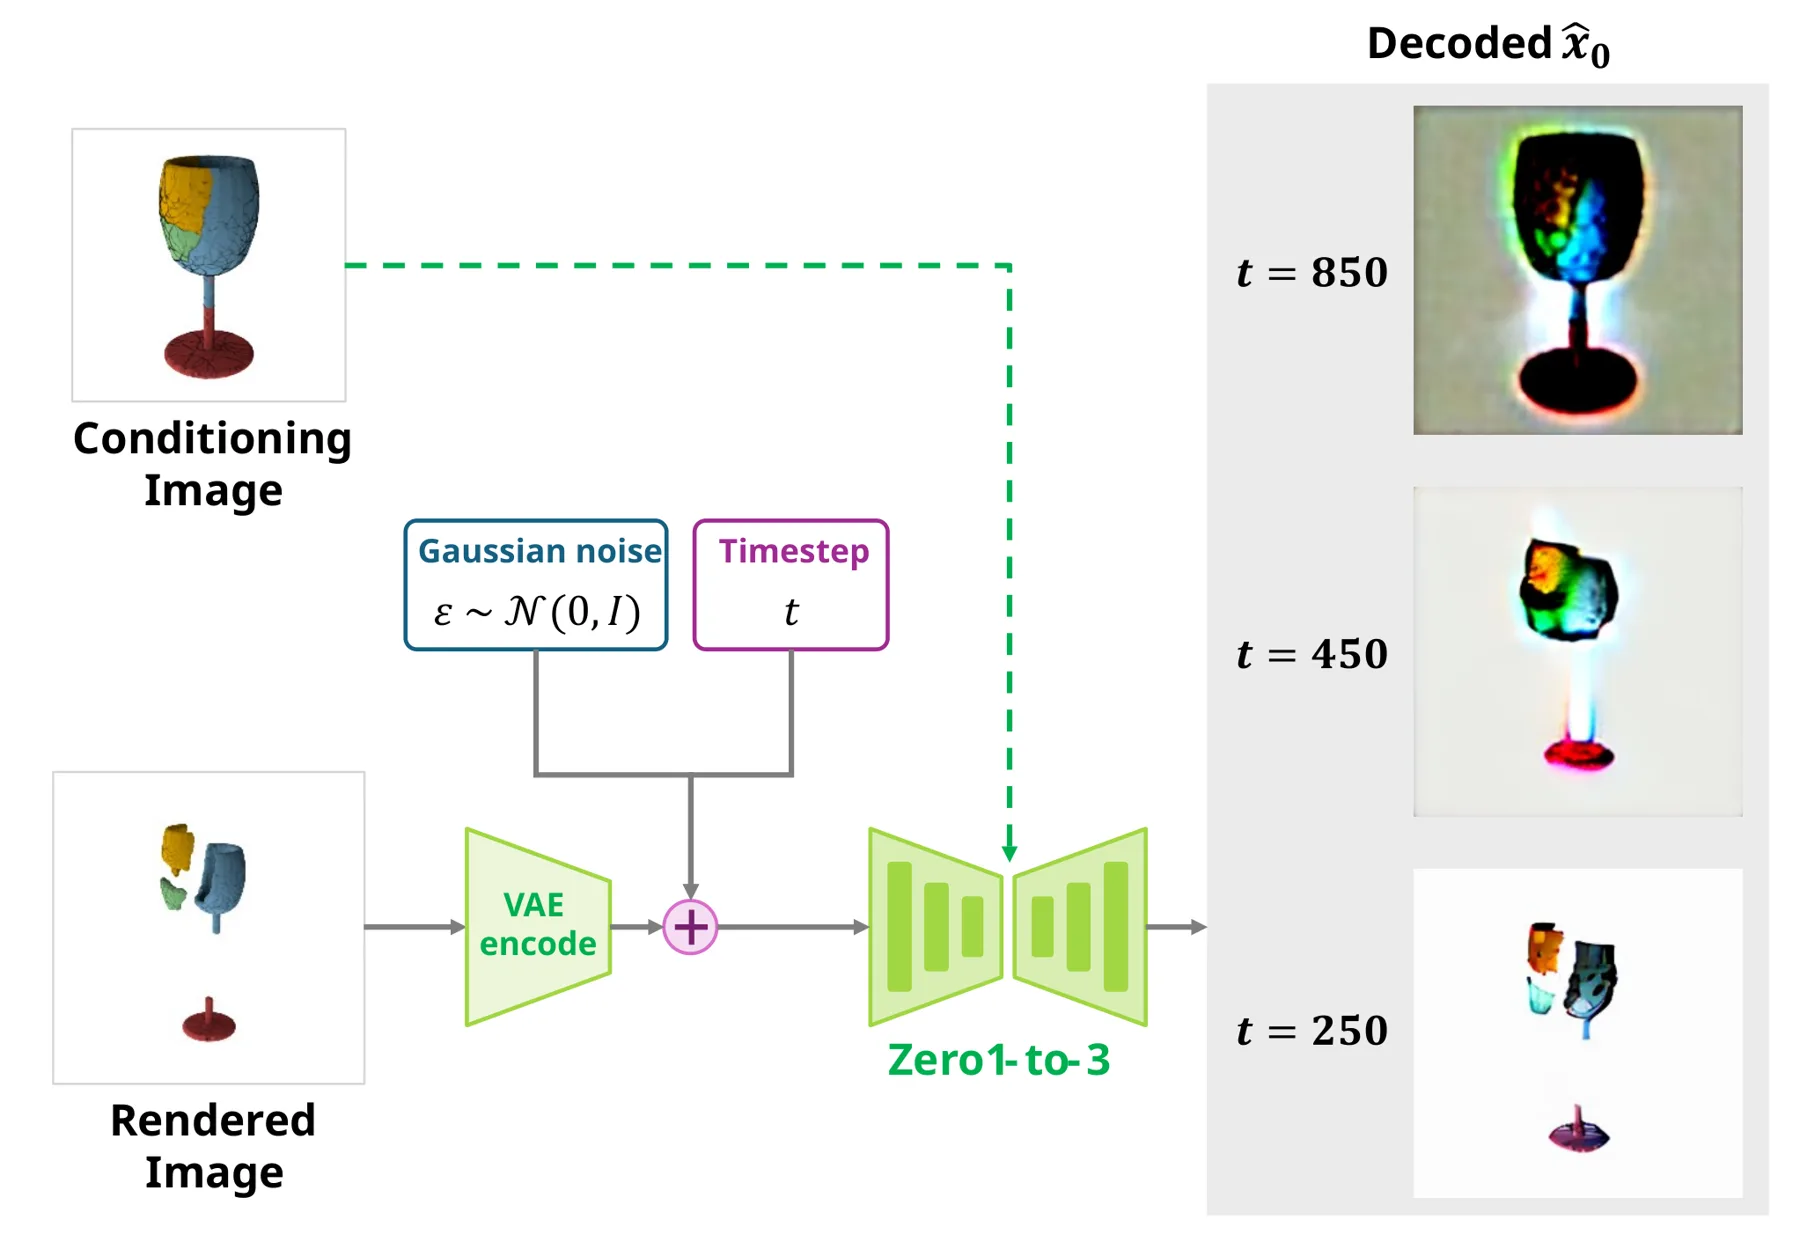 Decoded x̂₀
Conditioning
Image
t = 850
Gaussian noise
ε ~ 𝒩(0, I)
Timestep
t
t = 450
VAE
encode
+
Zero1-to-3
t = 250
Rendered
Image